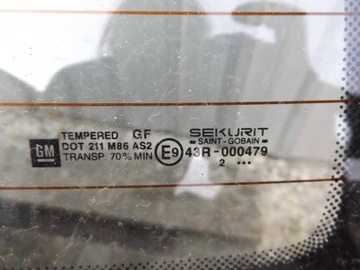 TEMPERED GF
DOT 211 M86 AS2
TRANSP. 70% MIN
GM
E9
SEKURIT
SAINT-GOBAIN
43R-000479
2 •••